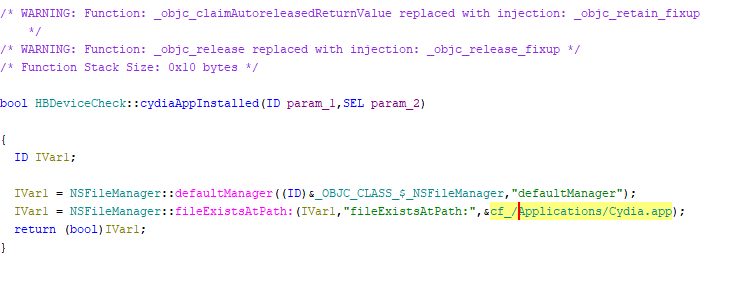 /* WARNING: Function: _objc_claimAutoreleasedReturnValue replaced with injection: _objc_retain_fixup
*/
/* WARNING: Function: _objc_release replaced with injection: _objc_release_fixup */
/* Function Stack Size: 0x10 bytes */
bool HBDeviceCheck::cydiaAppInstalled(ID param_1,SEL param_2)
{
ID IVar1;
IVar1 = NSFileManager::defaultManager((ID)&_OBJC_CLASS_$_NSFileManager,"defaultManager");
IVar1 = NSFileManager::fileExistsAtPath:(IVar1,"fileExistsAtPath:",&cf_/Applications/Cydia.app);
return (bool)IVar1;
}